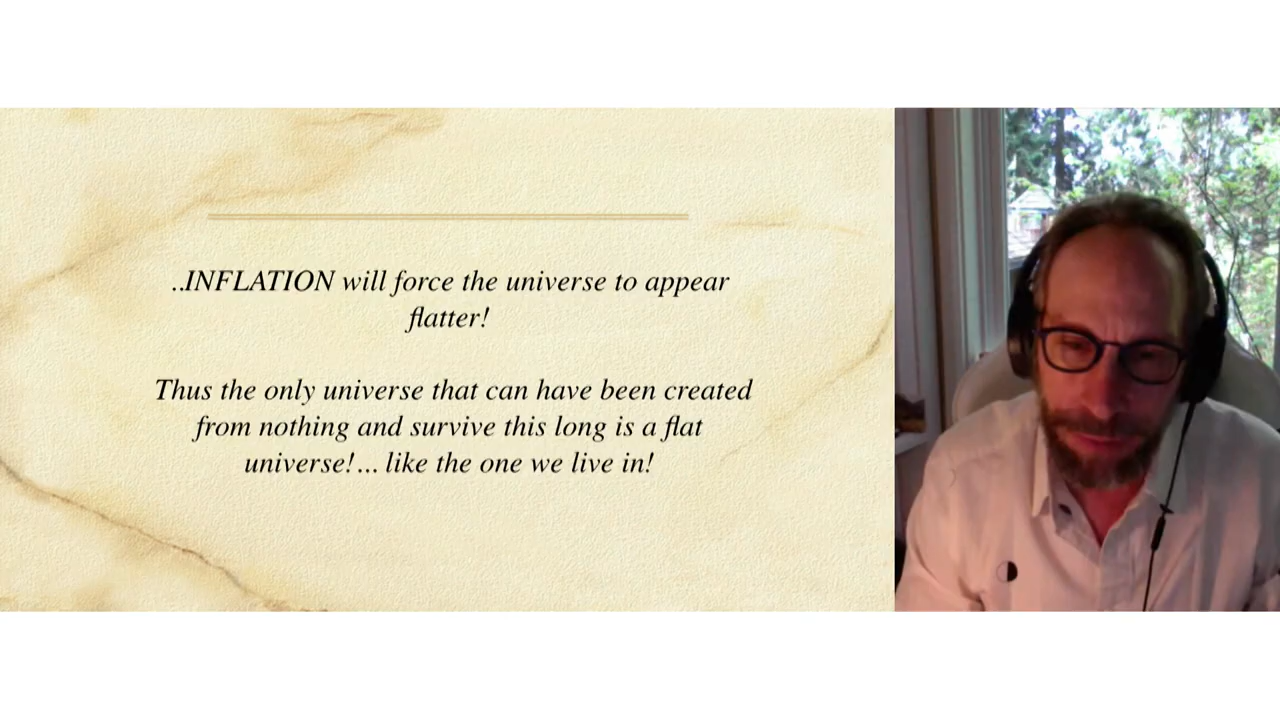 ..INFLATION will force the universe to appear
flatter!
Thus the only universe that can have been created
from nothing and survive this long is a flat
universe!... like the one we live in!